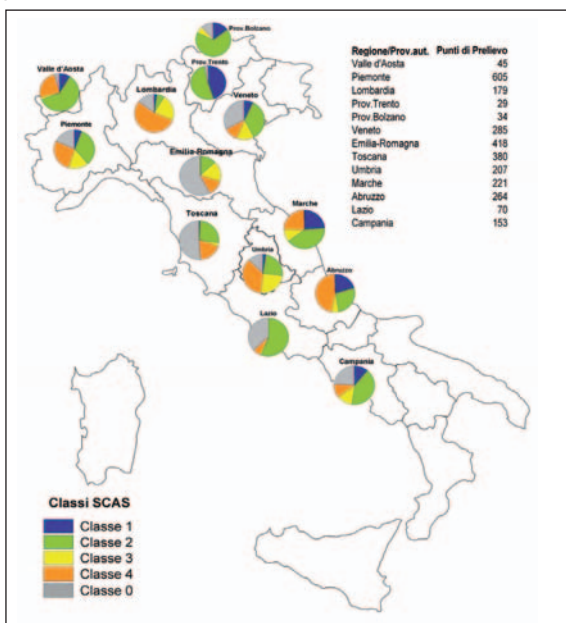 Prov.Bolzano
Prov.Trento
Valle d'Aosta
Lombardia
Veneto
Piemonte
Emilia-Romagna
Toscana
Marche
Umbria
Abruzzo
Lazio
Campania
Regione/Prov.aut. Punti di Prelievo
Valle d'Aosta 45
Piemonte 605
Lombardia 179
Prov.Trento 29
Prov.Bolzano 34
Veneto 285
Emilia-Romagna 418
Toscana 380
Umbria 207
Marche 221
Abruzzo 264
Lazio 70
Campania 153
Classi SCAS
Classe 1
Classe 2
Classe 3
Classe 4
Classe 0